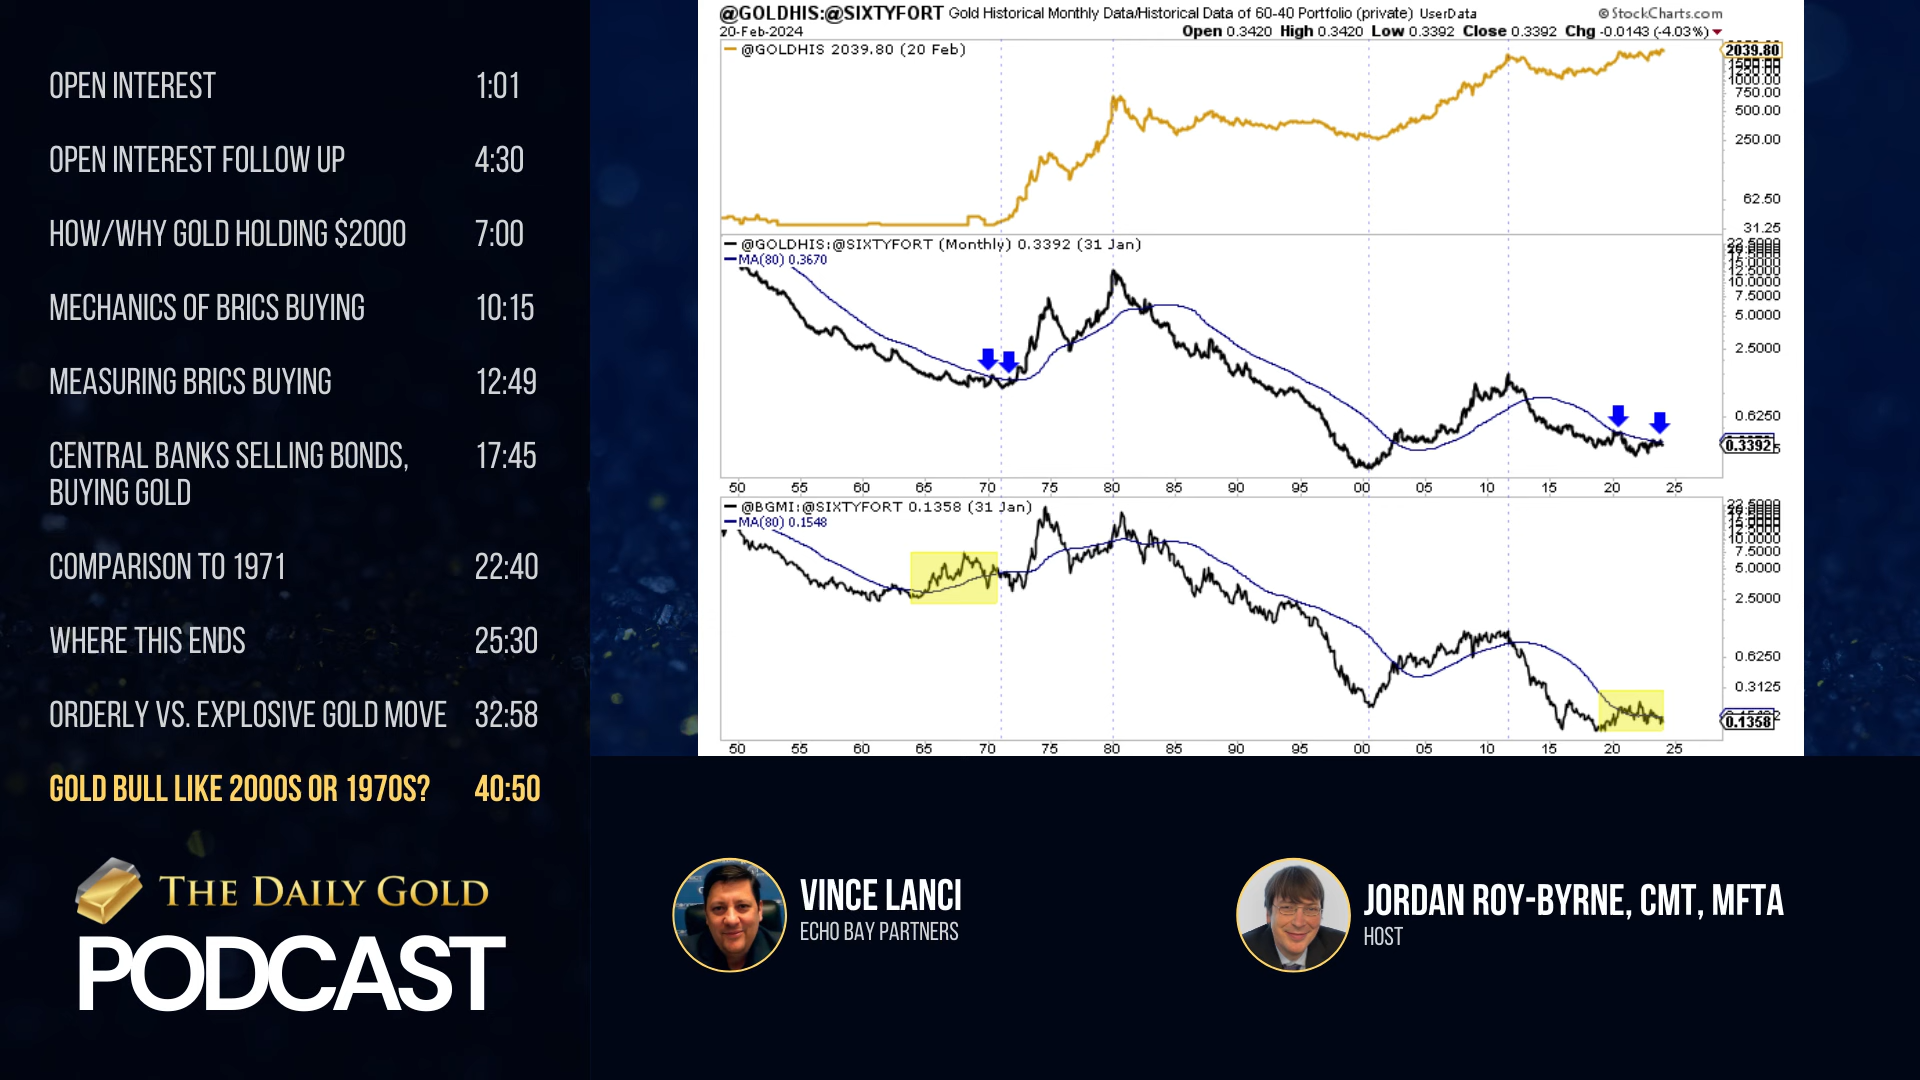 OPEN INTEREST 1:01
OPEN INTEREST FOLLOW UP 4:30
HOW/WHY GOLD HOLDING $2000 7:00
MECHANICS OF BRICS BUYING 10:15
MEASURING BRICS BUYING 12:49
CENTRAL BANKS SELLING BONDS, 17:45
BUYING GOLD
COMPARISON TO 1971 22:40
WHERE THIS ENDS 25:30
ORDERLY VS. EXPLOSIVE GOLD MOVE 32:58
GOLD BULL LIKE 2000S OR 1970S? 40:50
THE DAILY GOLD
PODCAST
@GOLDHIS:@SIXTYFORT Gold Historical Monthly Data/Historical Data of 60-40 Portfolio (private) UserData © StockCharts.com
20-Feb-2024 Open 0.3420 High 0.3420 Low 0.3392 Close 0.3392 Chg -0.0143 (-4.03%)
@GOLDHIS 2039.80 (20 Feb)
2039.80
1000.00
750.00
500.00
250.00
62.50
31.25
@GOLDHIS:@SIXTYFORT (Monthly) 0.3392 (31 Jan)
MA(80) 0.3670
12.5000
10.0000
7.5000
5.0000
2.5000
0.6250
0.3392
50 55 60 65 70 75 80 85 90 95 00 05 10 15 20 25
@BGMI:@SIXTYFORT 0.1358 (31 Jan)
MA(80) 0.1548
10.0000
7.5000
5.0000
2.5000
0.6250
0.3125
0.1358
50 55 60 65 70 75 80 85 90 95 00 05 10 15 20 25
VINCE LANCI
ECHO BAY PARTNERS
JORDAN ROY-BYRNE, CMT, MFTA
HOST